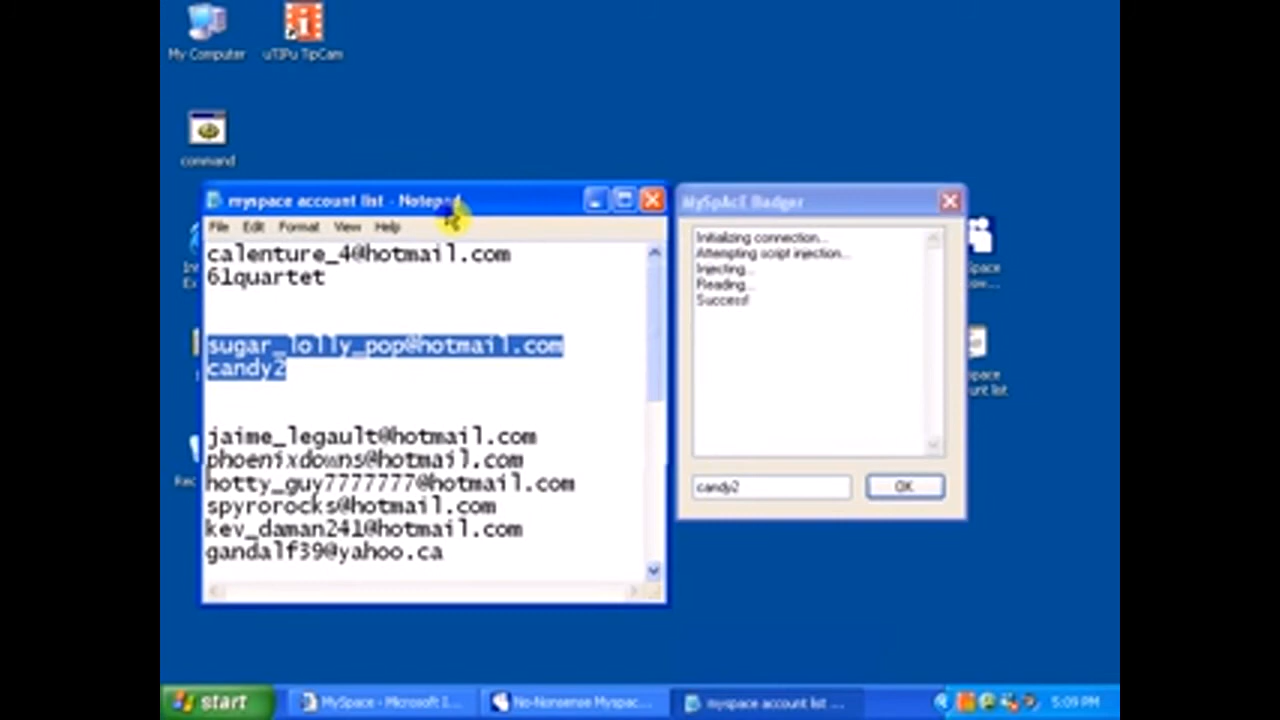 My Computer
uTIPu TipCam
command
myspace account list - Notepad
File Edit Format View Help
calenture_4@hotmail.com
61quartet
sugar_lolly_pop@hotmail.com
candy2
jaime_legault@hotmail.com
phoenixdowns@hotmail.com
hotty_guy7777777@hotmail.com
spyrorocks@hotmail.com
kev_daman241@hotmail.com
gandalf39@yahoo.ca
MySpAcE Badger
Initializing connection...
Attempting script injection...
Injecting...
Reading...
Success!
candy2
OK
start
MySpace - Microsoft I...
No-Nonsense Myspac...
myspace account list ...
5:09 PM